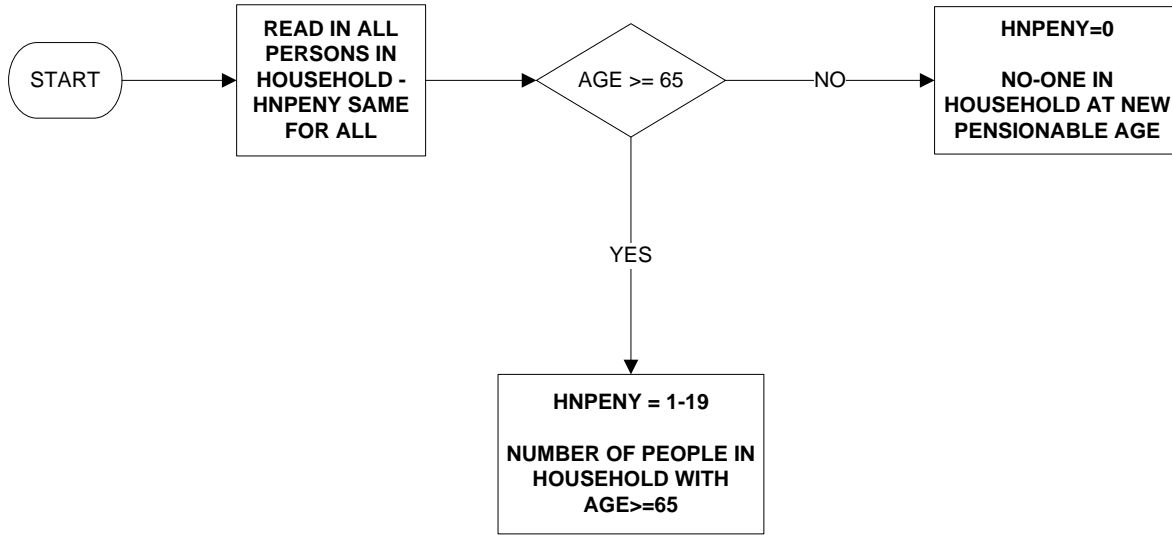 START
READ IN ALL
PERSONS IN
HOUSEHOLD -
HNPENY SAME
FOR ALL
AGE >= 65
NO
HNPENY=0
NO-ONE IN
HOUSEHOLD AT NEW
PENSIONABLE AGE
YES
HNPENY = 1-19
NUMBER OF PEOPLE IN
HOUSEHOLD WITH
AGE>=65